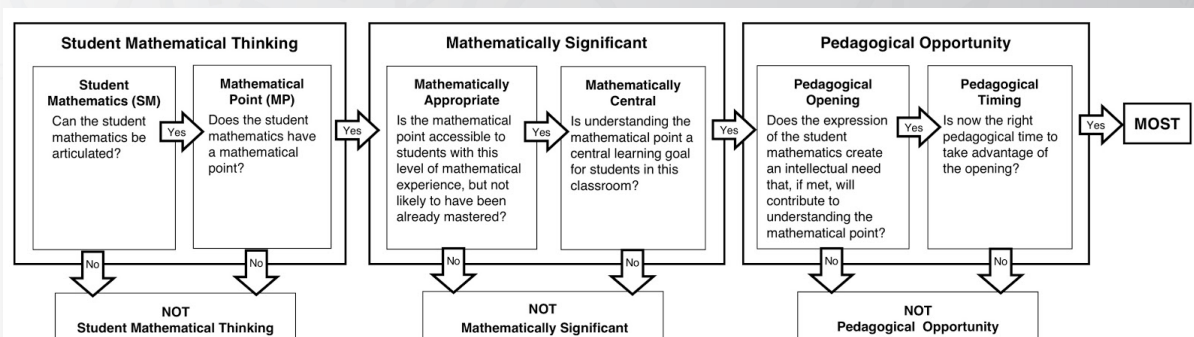 Student Mathematical Thinking
Student
Mathematics (SM)
Can the student
mathematics be
articulated?
Yes
Mathematical
Point (MP)
Does the student
mathematics have
a mathematical
point?
Yes
No
No
NOT
Student Mathematical Thinking
Mathematically Significant
Mathematically
Appropriate
Is the mathematical
point accessible to
students with this
level of mathematical
experience, but not
likely to have been
already mastered?
Yes
Mathematically
Central
Is understanding the
mathematical point a
central learning goal
for students in this
classroom?
Yes
No
No
NOT
Mathematically Significant
Pedagogical Opportunity
Pedagogical
Opening
Does the expression
of the student
mathematics create
an intellectual need
that, if met, will
contribute to
understanding the
mathematical point?
Yes
Pedagogical
Timing
Is now the right
pedagogical time to
take advantage of
the opening?
Yes
No
No
NOT
Pedagogical Opportunity
MOST